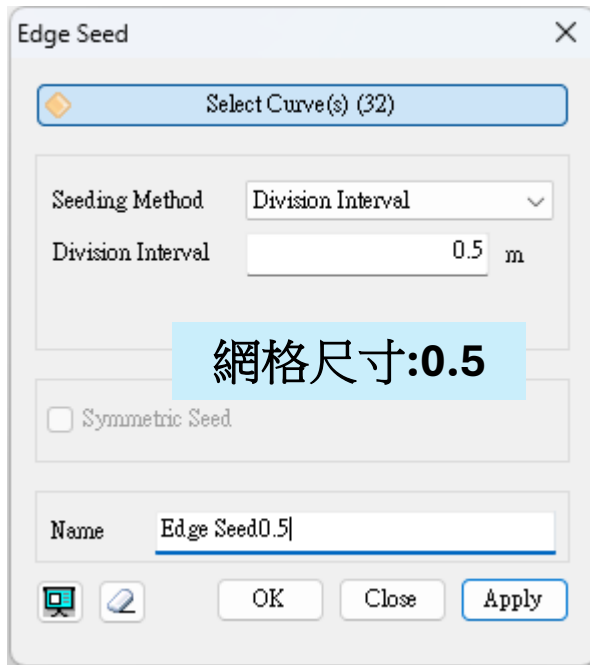 Edge Seed
Select Curve(s) (32)
Seeding Method Division Interval
Division Interval 0.5 m
網格尺寸:0.5
Symmetric Seed
Name Edge Seed0.5
OK Close Apply